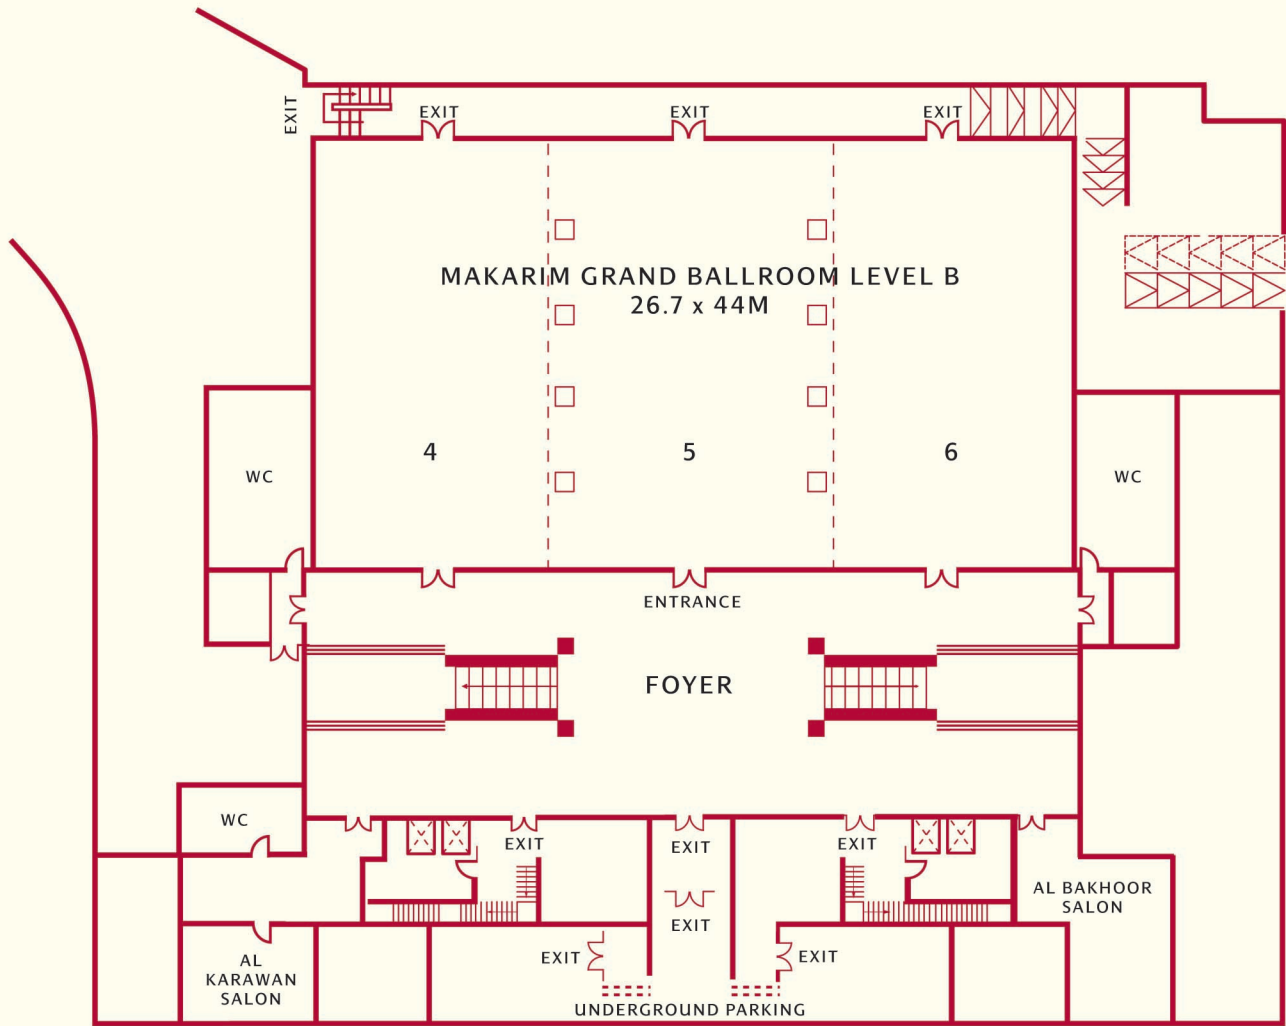 EXIT
EXIT
EXIT
EXIT
MAKARIM GRAND BALLROOM LEVEL B
26.7 x 44M
4
5
6
WC
WC
ENTRANCE
FOYER
WC
EXIT
EXIT
EXIT
AL BAKHOOR
SALON
EXIT
EXIT
EXIT
AL
KARAWAN
SALON
UNDERGROUND PARKING